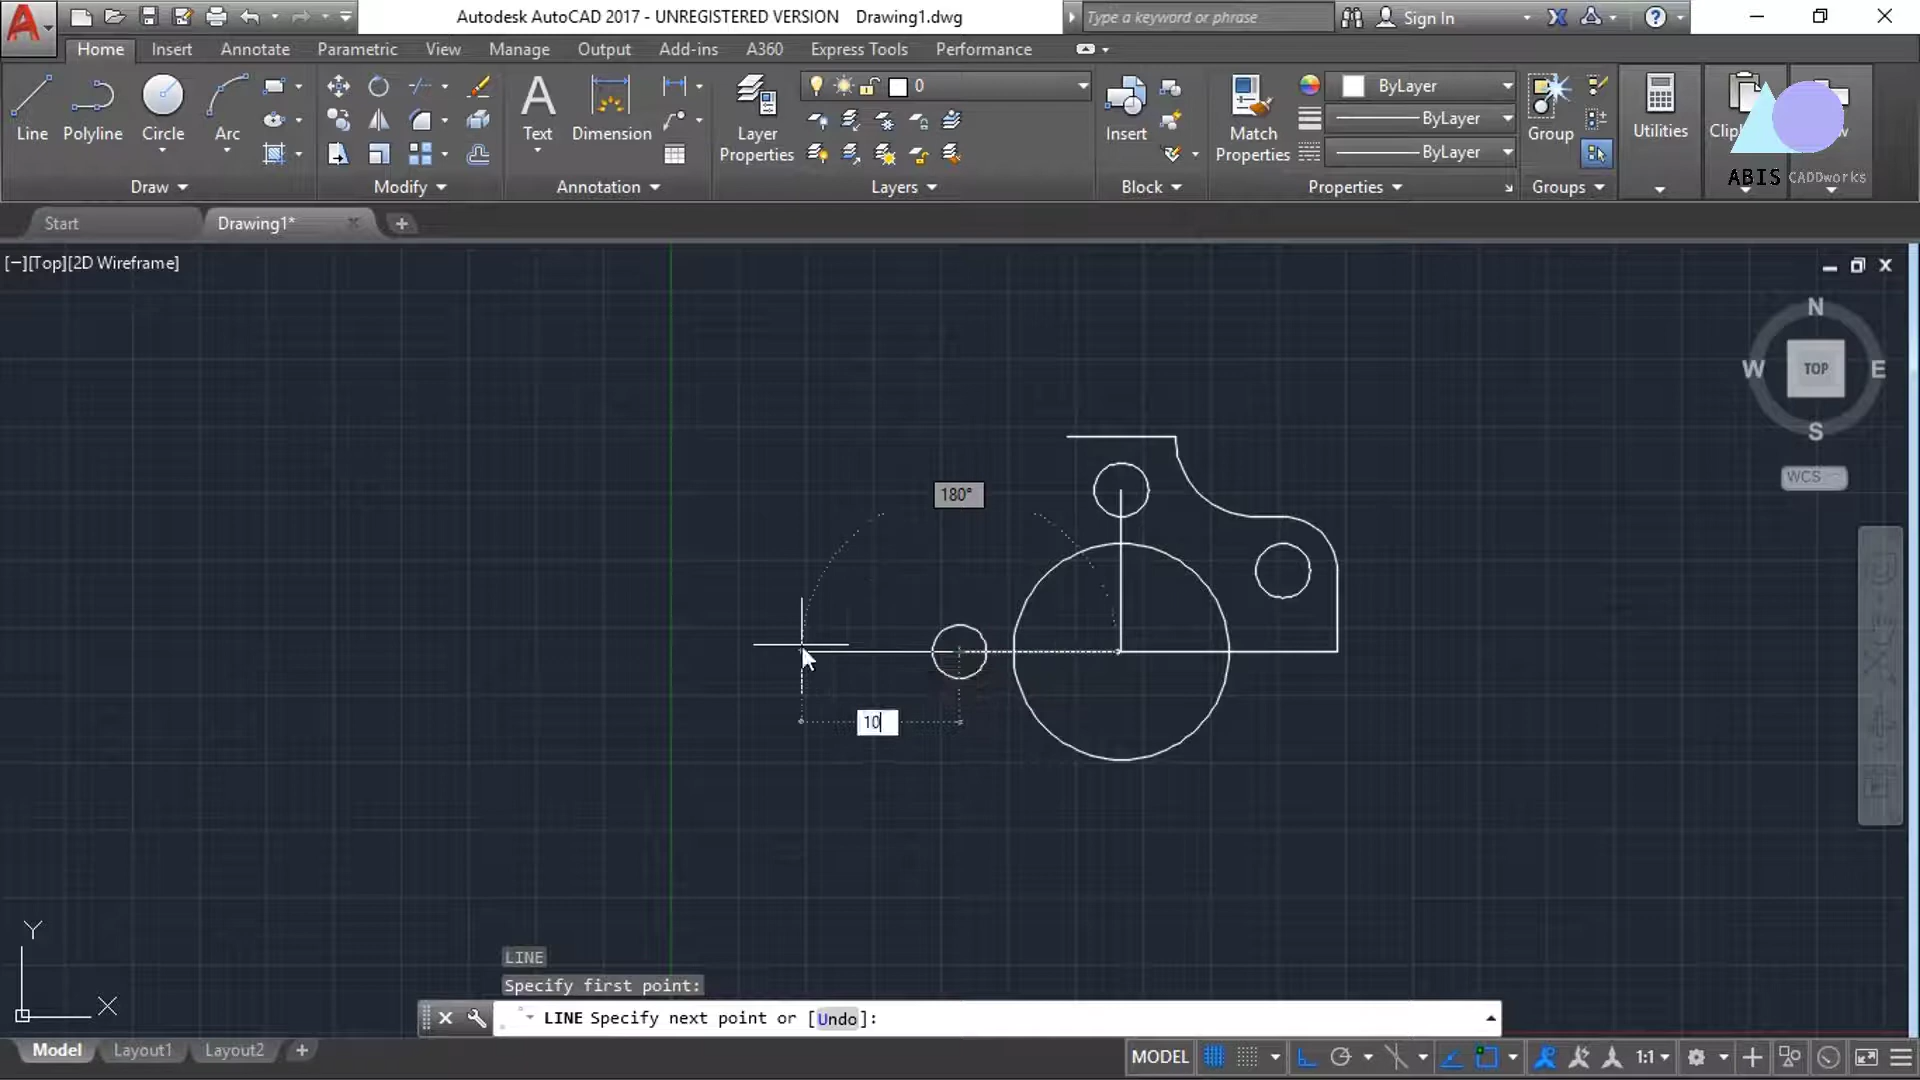 Autodesk AutoCAD 2017 - UNREGISTERED VERSION Drawing1.dwg
Type a keyword or phrase
Sign In
Home Insert Annotate Parametric View Manage Output Add-ins A360 Express Tools Performance
0
ByLayer
ByLayer
ByLayer
Line Polyline Circle Arc
Text Dimension
Layer Properties
Insert
Match Properties
Group
Utilities
ABIS CADDworks
Draw Modify Annotation Layers Block Properties Groups
Start Drawing1*
[−][Top][2D Wireframe]
N
W TOP E
S
WCS
180°
10
Y
X
LINE
Specify first point:
LINE Specify next point or [Undo]:
Model Layout1 Layout2
MODEL 1:1